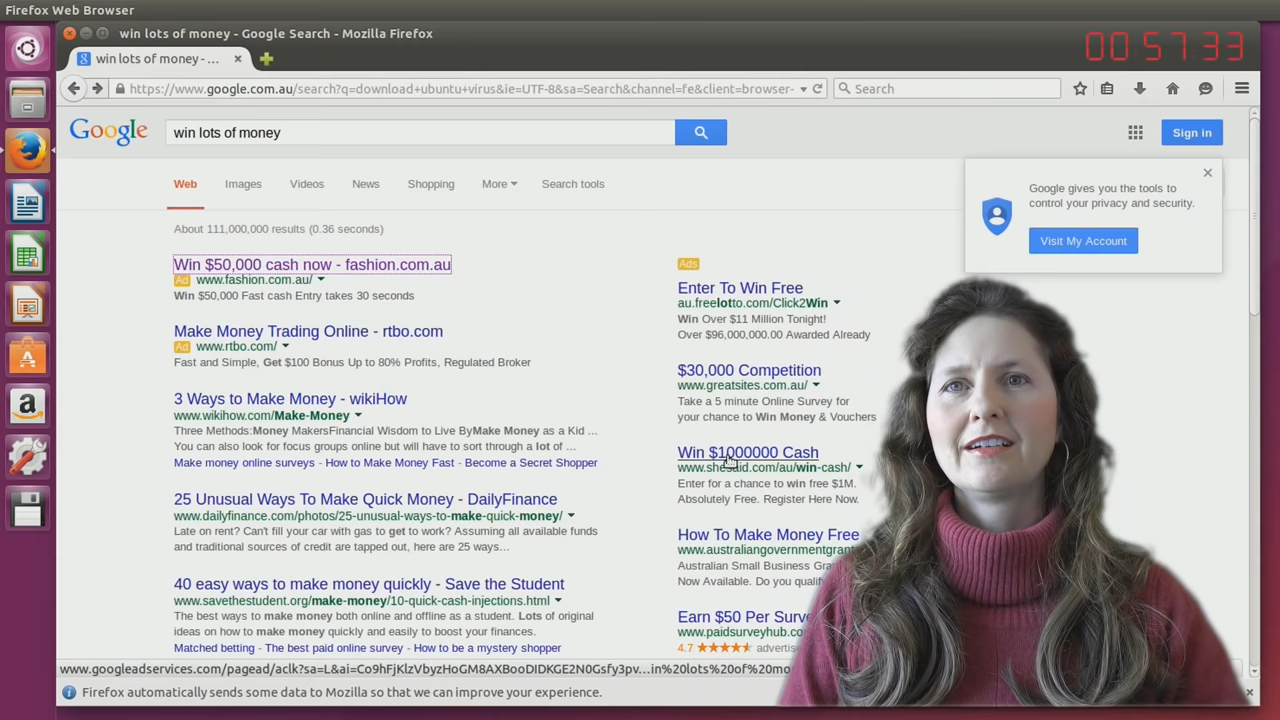 Firefox Web Browser
win lots of money - Google Search - Mozilla Firefox
00:57:33
win lots of money - ...
https://www.google.com.au/search?q=download+ubuntu+virus&ie=UTF-8&sa=Search&channel=fe&client=browser-
Search
Google
win lots of money
Sign in
Web Images Videos News Shopping More Search tools
Google gives you the tools to
control your privacy and security.
Visit My Account
About 111,000,000 results (0.36 seconds)
Win $50,000 cash now - fashion.com.au
Ad www.fashion.com.au/
Win $50,000 Fast cash Entry takes 30 seconds
Make Money Trading Online - rtbo.com
Ad www.rtbo.com/
Fast and Simple, Get $100 Bonus Up to 80% Profits, Regulated Broker
3 Ways to Make Money - wikiHow
www.wikihow.com/Make-Money
Three Methods:Money MakersFinancial Wisdom to Live ByMake Money as a Kid ...
You can also look for focus groups online but will have to sort through a lot of ...
Make money online surveys - How to Make Money Fast - Become a Secret Shopper
25 Unusual Ways To Make Quick Money - DailyFinance
www.dailyfinance.com/photos/25-unusual-ways-to-make-quick-money/
Late on rent? Can't fill your car with gas to get to work? Assuming all available funds
and traditional sources of credit are tapped out, here are 25 ways...
40 easy ways to make money quickly - Save the Student
www.savethestudent.org/make-money/10-quick-cash-injections.html
The best ways to make money both online and offline as a student. Lots of original
ideas on how to make money quickly and easily to boost your finances.
Matched betting - The best paid online survey - How to be a mystery shopper
Ads
Enter To Win Free
au.freelotto.com/Click2Win
Win Over $11 Million Tonight!
Over $96,000,000.00 Awarded Already
$30,000 Competition
www.greatsites.com.au/
Take a 5 minute Online Survey for
your chance to Win Money & Vouchers
Win $1000000 Cash
www.shesaid.com/au/win-cash/
Enter for a chance to win free $1M.
Absolutely Free. Register Here Now.
How To Make Money Free
www.australiangovernmentgrant
Australian Small Business Gra
Now Available. Do you qualif
Earn $50 Per Surve
www.paidsurveyhub.co
4.7 advertise
www.googleadservices.com/pagead/aclk?sa=L&ai=Co9hFjKlzVbyzHoGM8AXBooDIDKGE2N0Gsfy3pv...in%20lots%20of%20mo
Firefox automatically sends some data to Mozilla so that we can improve your experience.